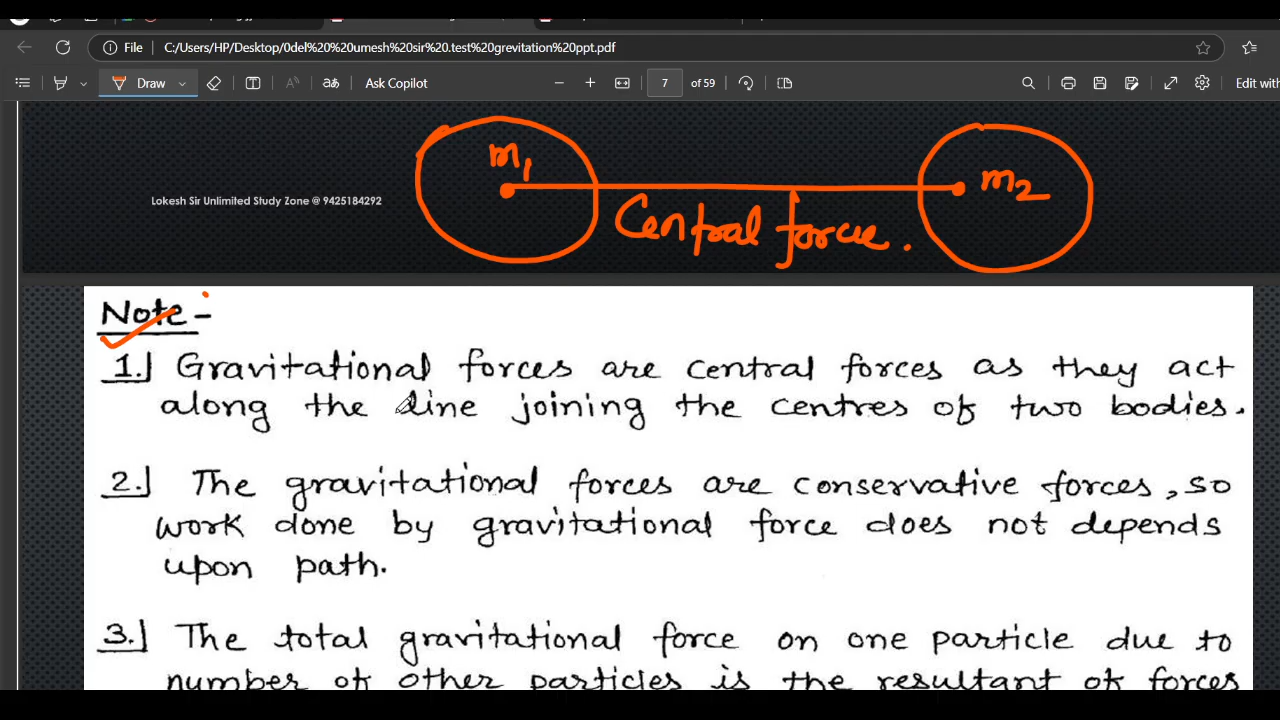 File C:/Users/HP/Desktop/0del%20%20umesh%20sir%20.test%20grevitation%20ppt.pdf
Draw aあ Ask Copilot 7 of 59 Edit with
m1
m2
Lokesh Sir Unlimited Study Zone @ 9425184292
Central force.
Note:-
1.] Gravitational forces are central forces as they act
along the line joining the centres of two bodies.
2.] The gravitational forces are conservative forces, so
work done by gravitational force does not depends
upon path.
3.] The total gravitational force on one particle due to
number of other particles is the resultant of forces